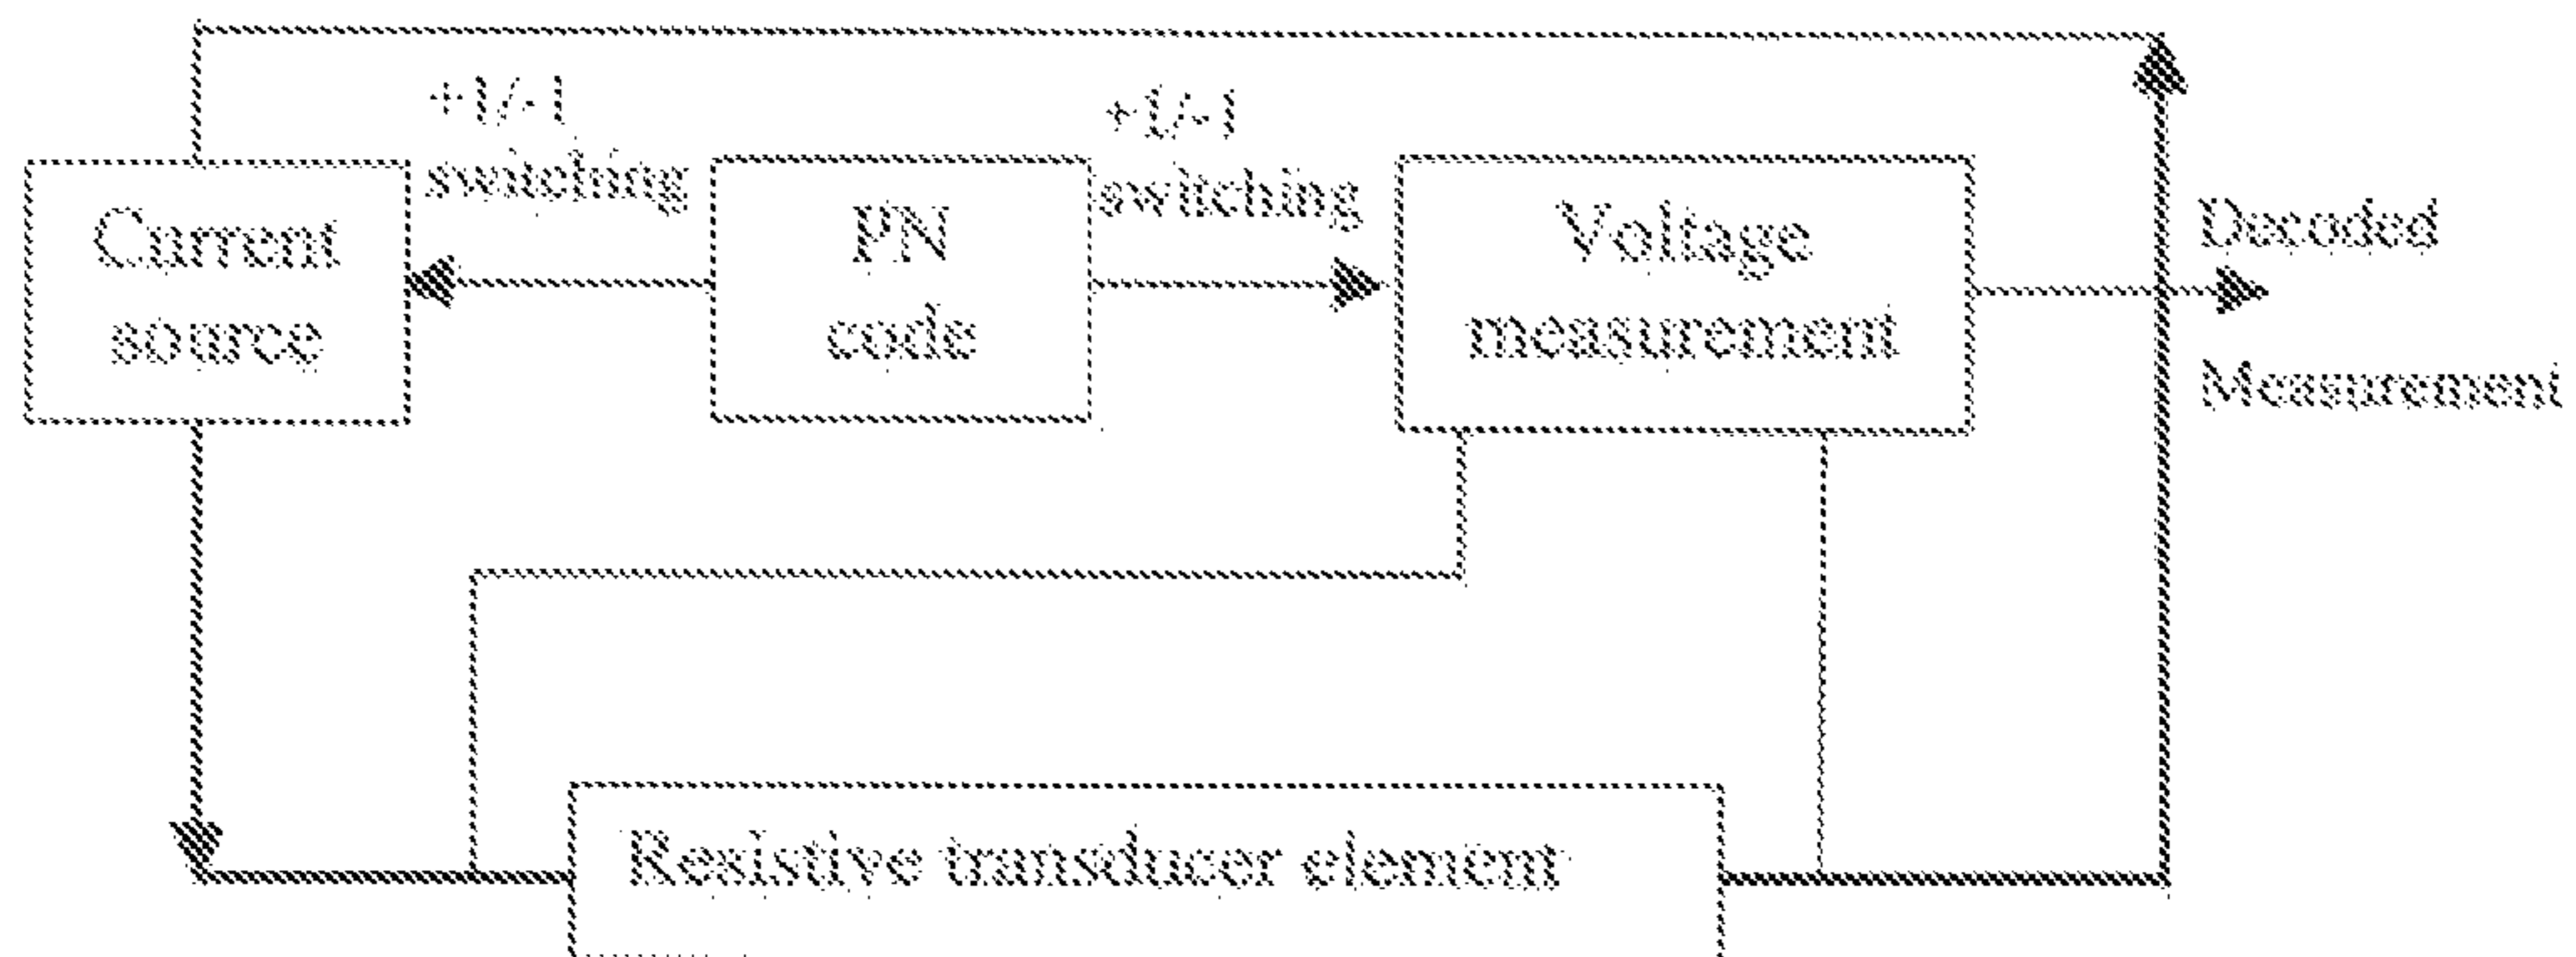 +1/-1
switching
+1/-1
switching
Current
source
PN
code
Voltage
measurement
Decoded
Measurement
Resistive transducer element